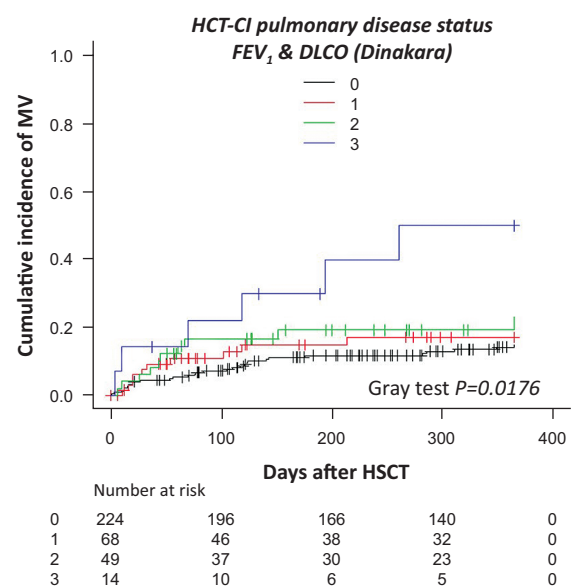 HCT-CI pulmonary disease status
FEV1 & DLCO (Dinakara)
0
1
2
3
Cumulative incidence of MV
1.0
0.8
0.6
0.4
0.2
0.0
Gray test P=0.0176
0 100 200 300 400
Days after HSCT
Number at risk
0 224 196 166 140 0
1 68 46 38 32 0
2 49 37 30 23 0
3 14 10 6 5 0